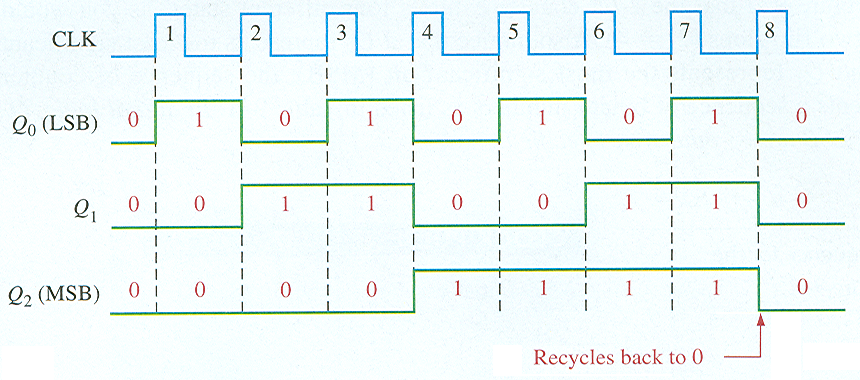 CLK 1 2 3 4 5 6 7 8
Q0 (LSB) 0 1 0 1 0 1 0 1 0
Q1 0 0 1 1 0 0 1 1 0
Q2 (MSB) 0 0 0 0 1 1 1 1 0
Recycles back to 0